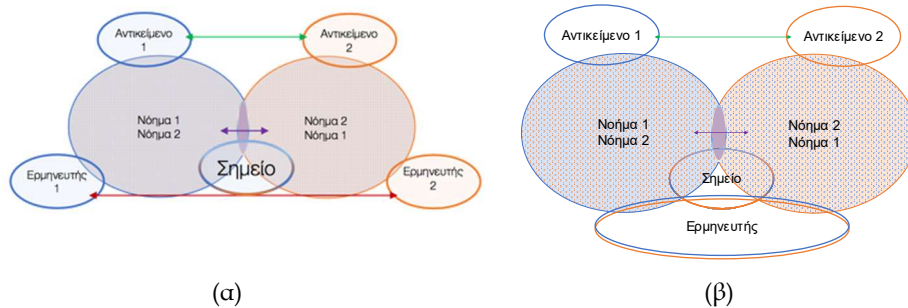 Αντικείμενο
1
Αντικείμενο
2
Νόημα 1
Νόημα 2
Νόημα 2
Νόημα 1
Σημείο
Ερμηνευτής
1
Ερμηνευτής
2
(α)
Αντικείμενο 1
Αντικείμενο 2
Νοήμα 1
Νόημα 2
Νόημα 2
Νόημα 1
Σημείο
Ερμηνευτής
(β)